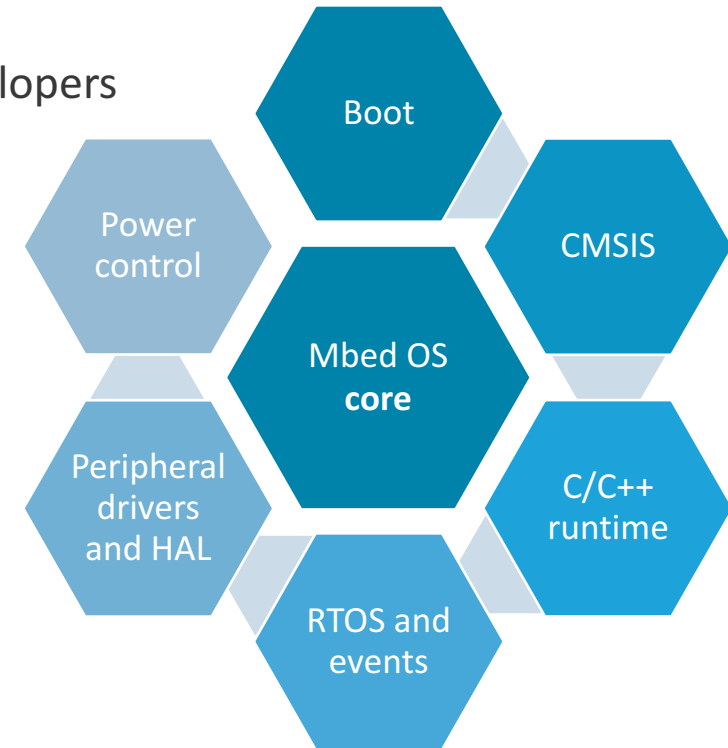 lopers
Boot
Power
control
CMSIS
Mbed OS
core
Peripheral
drivers
and HAL
C/C++
runtime
RTOS and
events